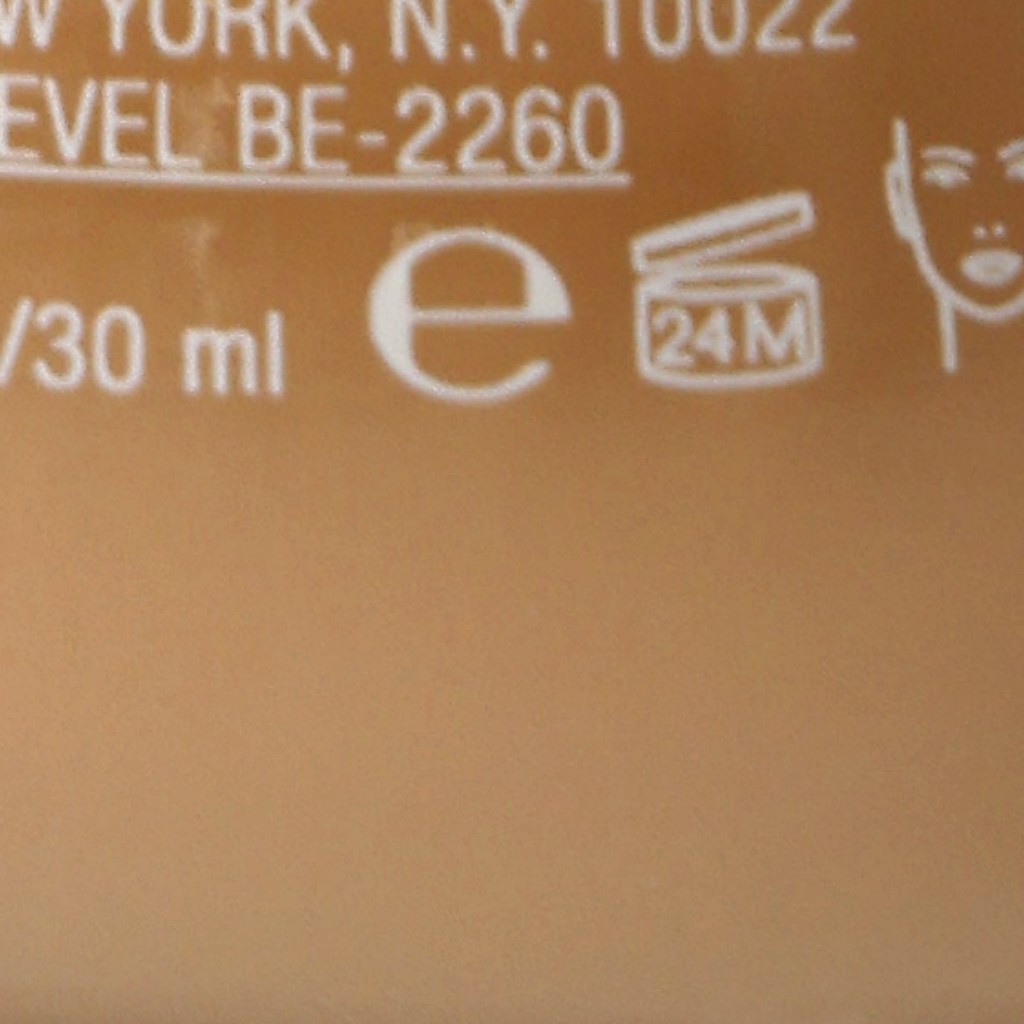 W YORK, N.Y. 10022
EVEL BE-2260
/30 ml e 24M